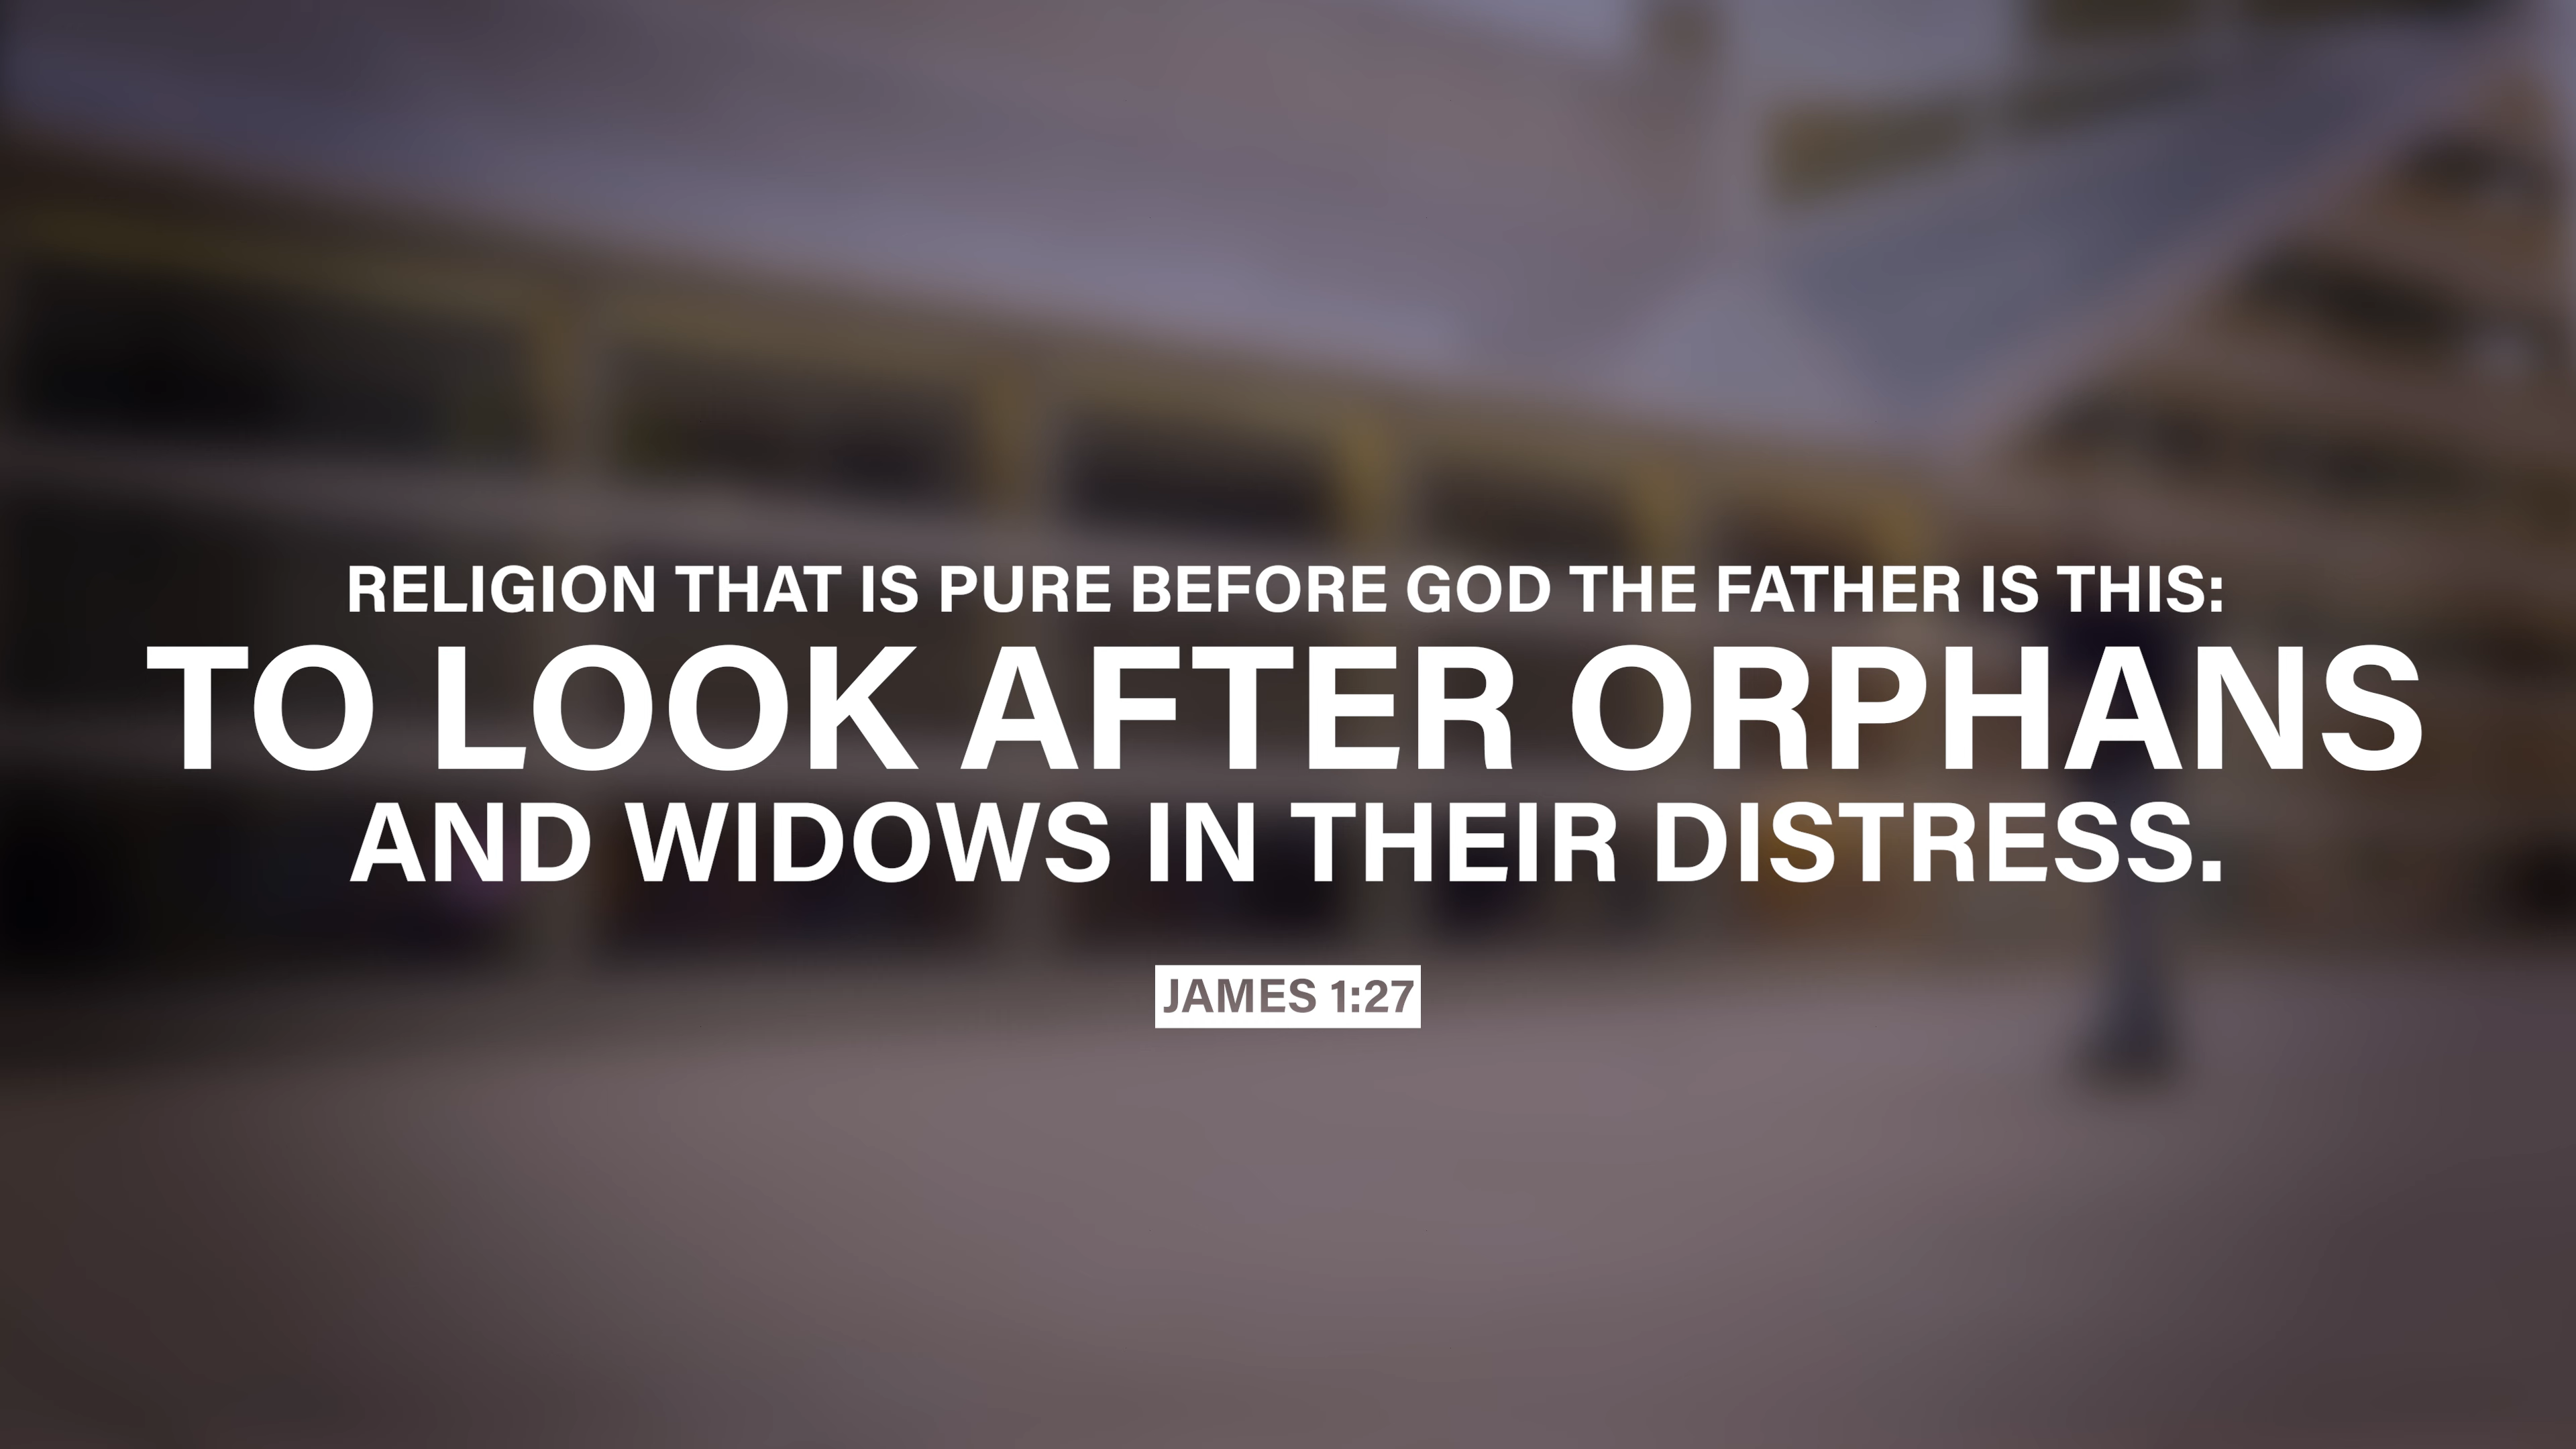 RELIGION THAT IS PURE BEFORE GOD THE FATHER IS THIS:
TO LOOK AFTER ORPHANS
AND WIDOWS IN THEIR DISTRESS.
JAMES 1:27